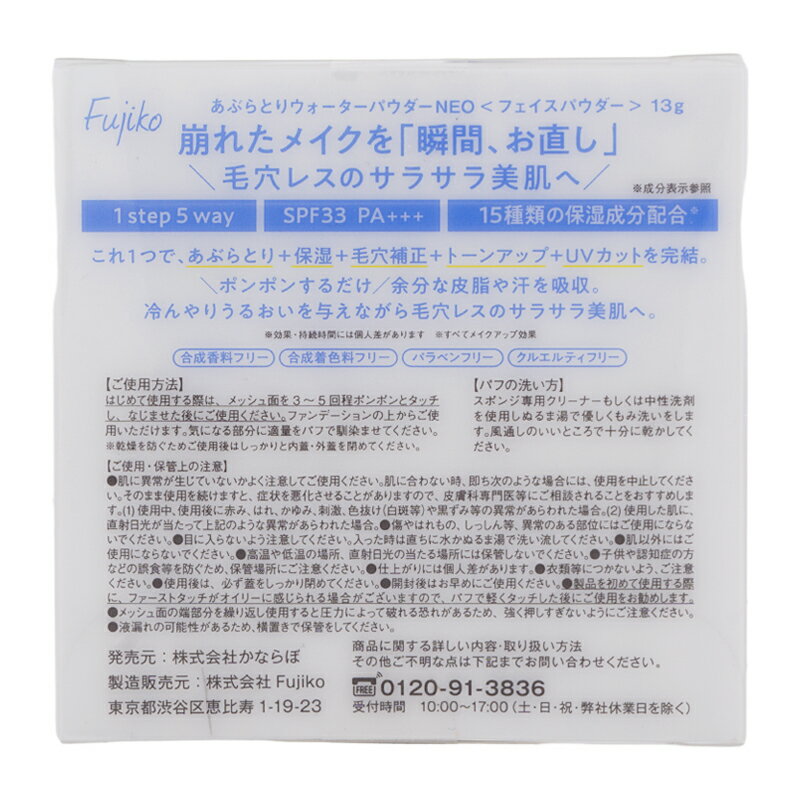 Fujiko
あぶらとりウォーターパウダーNEO＜フェイスパウダー＞13g
崩れたメイクを「瞬間、お直し」
＼毛穴レスのサラサラ美肌へ／
※成分表示参照
1 step 5 way
SPF33 PA+++
15種類の保湿成分配合※
これ1つで、あぶらとり+保湿+毛穴補正+トーンアップ+UVカットを完結。
＼ポンポンするだけ／余分な皮脂や汗を吸収。
冷んやりうるおいを与えながら毛穴レスのサラサラ美肌へ。
※効果・持続時間には個人差があります ※すべてメイクアップ効果
合成香料フリー 合成着色料フリー パラベンフリー クルエルティフリー
【ご使用方法】
はじめて使用する際は、メッシュ面を3～5回程ポンポンとタッチ
し、なじませた後にご使用ください。ファンデーションの上からご使
用いただけます。気になる部分に適量をパフで馴染ませてください。
※乾燥を防ぐためご使用後はしっかりと内蓋・外蓋を閉めてください。
【パフの洗い方】
スポンジ専用クリーナーもしくは中性洗剤
を使用しぬるま湯で優しくもみ洗いをしま
す。風通しのいいところで十分に乾かしてく
ださい。
【ご使用・保管上の注意】
●肌に異常が生じていないかよく注意してご使用ください。肌に合わない時、即ち次のような場合には、使用を中止してくださ
い。そのまま使用を続けますと、症状を悪化させることがありますので、皮膚科専門医等にご相談されることをおすすめしま
す。(1)使用中、使用後に赤み、はれ、かゆみ、刺激、色抜け(白斑等)や黒ずみ等の異常があらわれた場合。(2)使用した肌に、
直射日光が当たって上記のような異常があらわれた場合。●傷やはれもの、しっしん等、異常のある部位にはご使用にならな
いでください。●目に入らないよう注意してください。入った時は直ちに水かぬるま湯で洗い流してください。●肌以外にはご
使用にならないでください。●高温や低温の場所、直射日光の当たる場所には保管しないでください。●子供や認知症の方
などの誤食等を防ぐため、保管場所にご注意ください。●仕上がりには個人差があります。●衣類等につかないよう、ご注意
ください。●使用後は、必ず蓋をしっかり閉めてください。●開封後はお早めにご使用ください。●製品を初めて使用する際
に、ファーストタッチがオイリーに感じられる場合がございますので、パフで軽くタッチした後にご使用をお勧めします。
●メッシュ面の端部分を繰り返し使用すると圧力によって破れる恐れがあるため、強く押しすぎないようにご注意ください。
●液漏れの可能性があるため、横置きで保管をしてください。
発売元：株式会社かならぼ
製造販売元：株式会社 Fujiko
東京都渋谷区恵比寿 1-19-23
商品に関する詳しい内容・取り扱い方法
その他ご不明な点は下記までお問い合わせください。
FREE 0120-91-3836
受付時間 10:00〜17:00（土・日・祝・弊社休業日を除く）